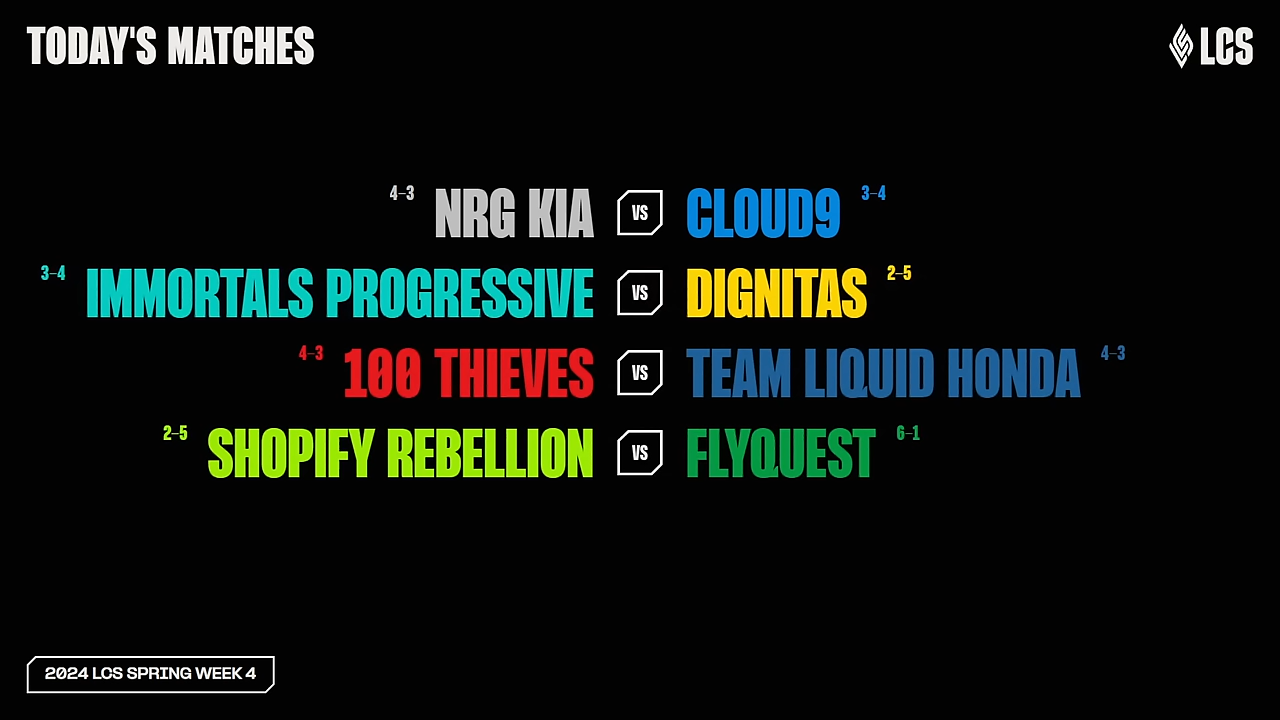 TODAY'S MATCHES
LCS
4-3 NRG KIA VS CLOUD9 3-4
3-4 IMMORTALS PROGRESSIVE VS DIGNITAS 2-5
4-3 100 THIEVES VS TEAM LIQUID HONDA 4-3
2-5 SHOPIFY REBELLION VS FLYQUEST 6-1
2024 LCS SPRING WEEK 4